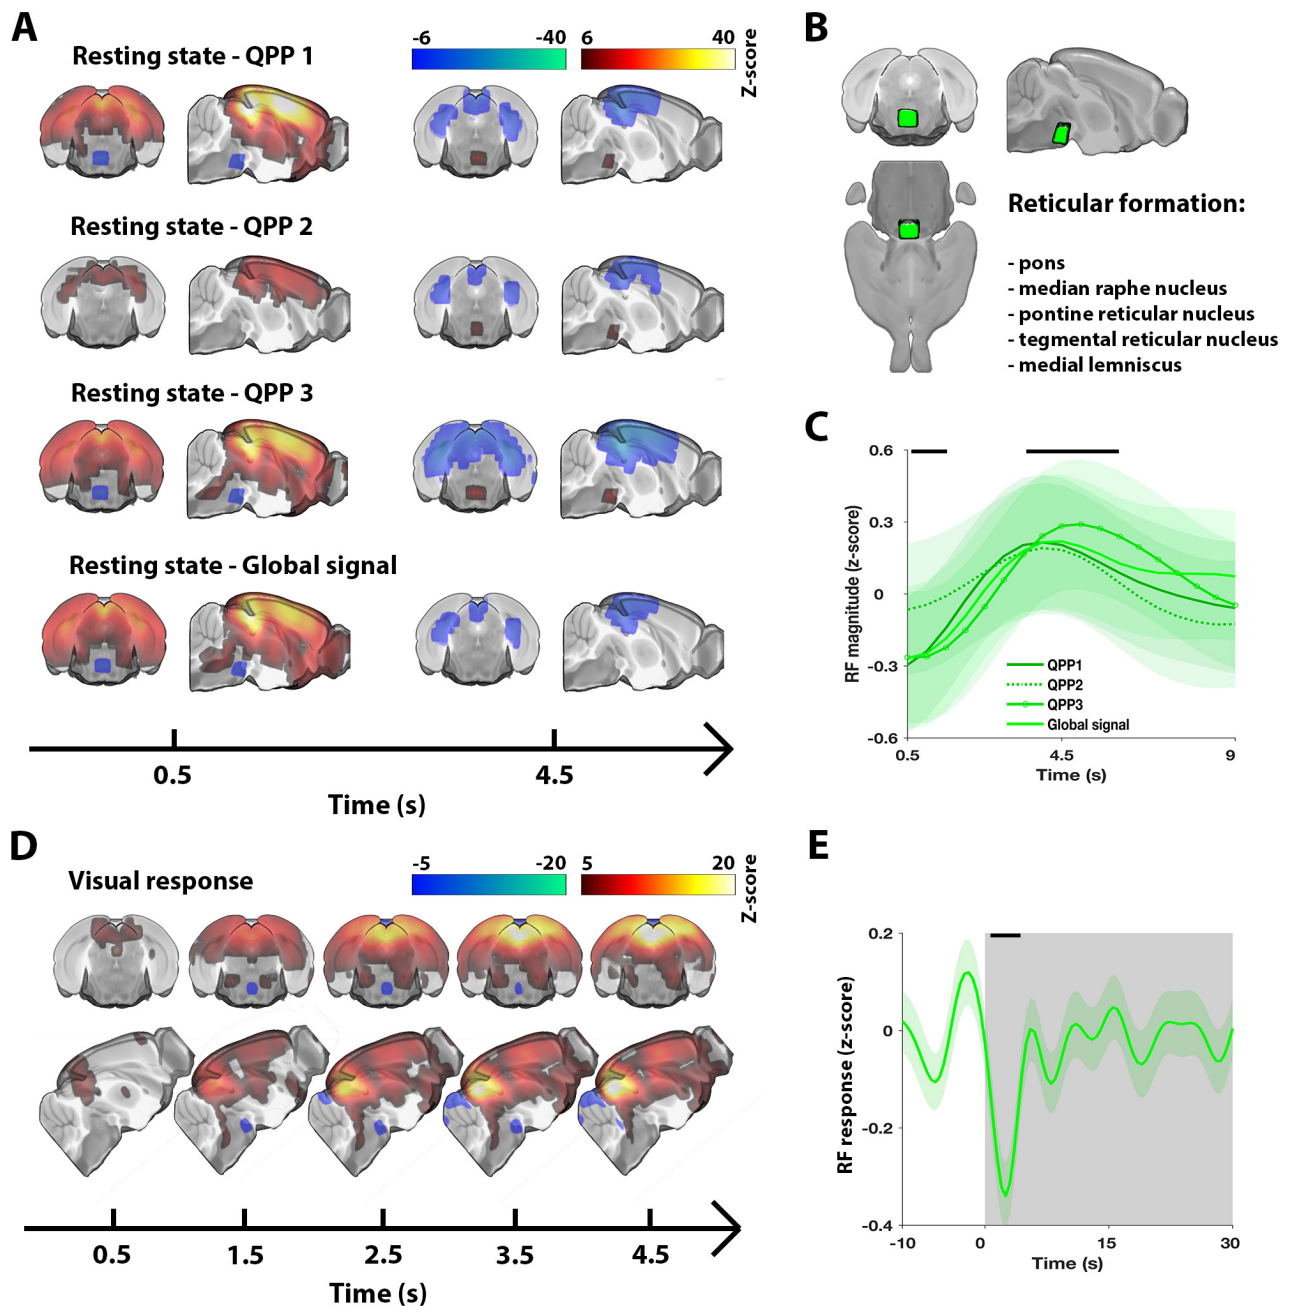 A
Resting state - QPP 1
-6
-40
6
40
Z-score
Resting state - QPP 2
Resting state - QPP 3
Resting state - Global signal
0.5
4.5
Time (s)
B
Reticular formation:
- pons
- median raphe nucleus
- pontine reticular nucleus
- tegmental reticular nucleus
- medial lemniscus
C
RF magnitude (z-score)
0.6
0.3
0
-0.3
-0.6
QPP1
QPP2
QPP3
Global signal
0.5
4.5
9
Time (s)
D
Visual response
-5
-20
5
20
Z-score
0.5
1.5
2.5
3.5
4.5
Time (s)
E
RF response (z-score)
0.2
0
-0.2
-0.4
-10
0
15
30
Time (s)